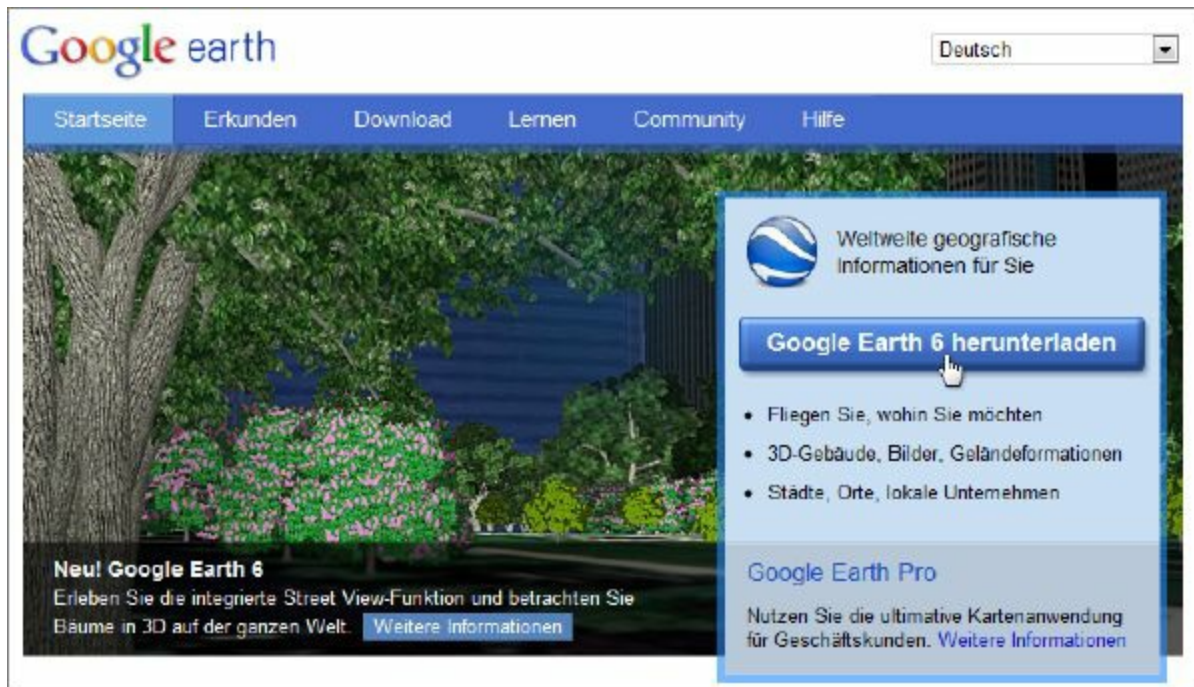 Google earth
Deutsch
Startseite Erkunden Download Lernen Community Hilfe
Weltweite geografische
Informationen für Sie
Google Earth 6 herunterladen
• Fliegen Sie, wohin Sie möchten
• 3D-Gebäude, Bilder, Geländeformationen
• Städte, Orte, lokale Unternehmen
Neu! Google Earth 6
Erleben Sie die integrierte Street View-Funktion und betrachten Sie
Bäume in 3D auf der ganzen Welt. Weitere Informationen
Google Earth Pro
Nutzen Sie die ultimative Kartenanwendung
für Geschäftskunden. Weitere Informationen